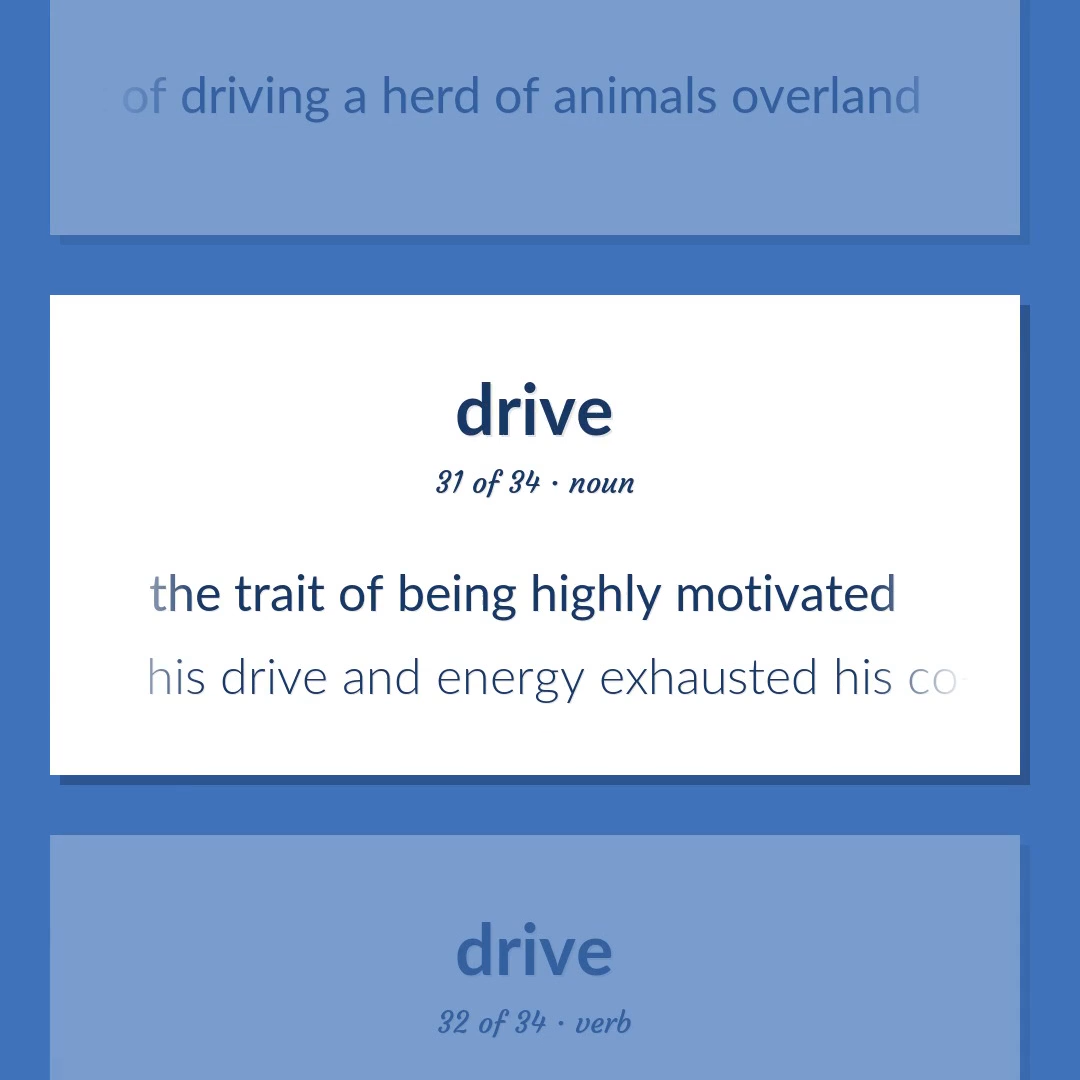 of driving a herd of animals overland
drive
31 of 34 · noun
the trait of being highly motivated
his drive and energy exhausted his co-
drive
32 of 34 · verb